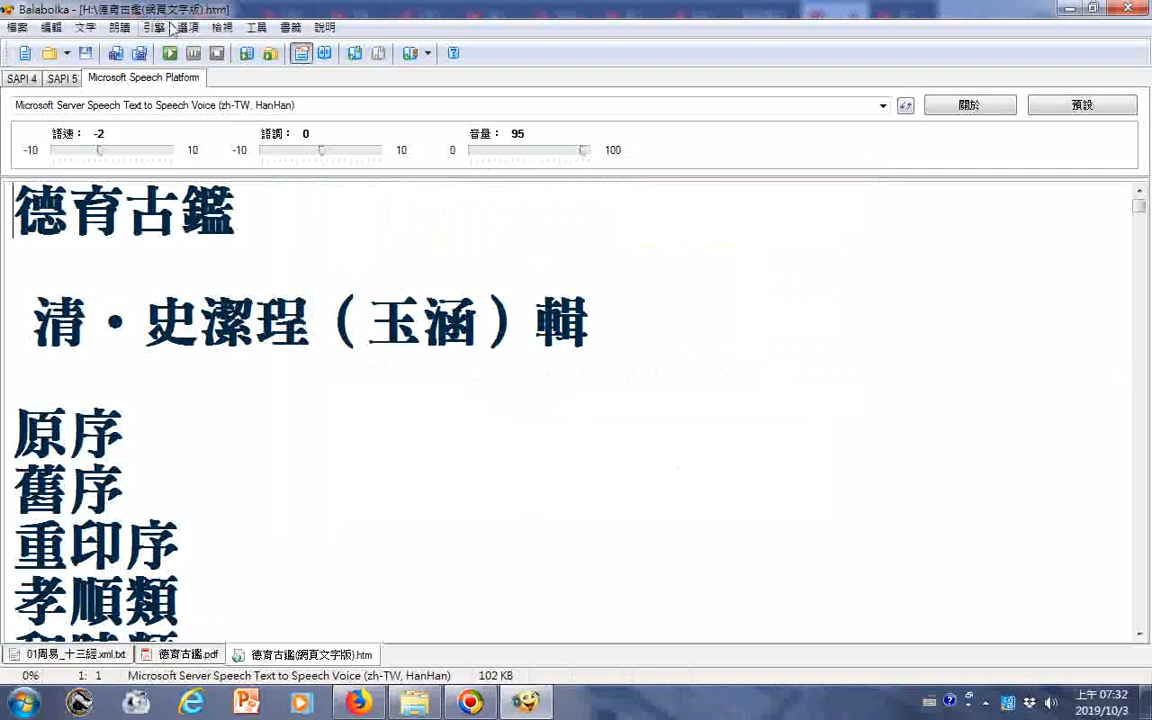 Balabolka - [H:\德育古鑑(網頁文字版).htm]
檔案 編輯 文字 朗讀 引擎 選項 檢視 工具 書籤 說明
SAPI 4 SAPI 5 Microsoft Speech Platform
Microsoft Server Speech Text to Speech Voice (zh-TW, HanHan) 關於 預設
語速： -2 語調： 0 音量： 95
-10 10 -10 10 0 100
德育古鑑
清・史潔珵（玉涵）輯
原序
舊序
重印序
孝順類
和睦類
01周易_十三經.xml.txt 德育古鑑.pdf 德育古鑑(網頁文字版).htm
0% 1: 1 Microsoft Server Speech Text to Speech Voice (zh-TW, HanHan) 102 KB
上午 07:32
2019/10/3